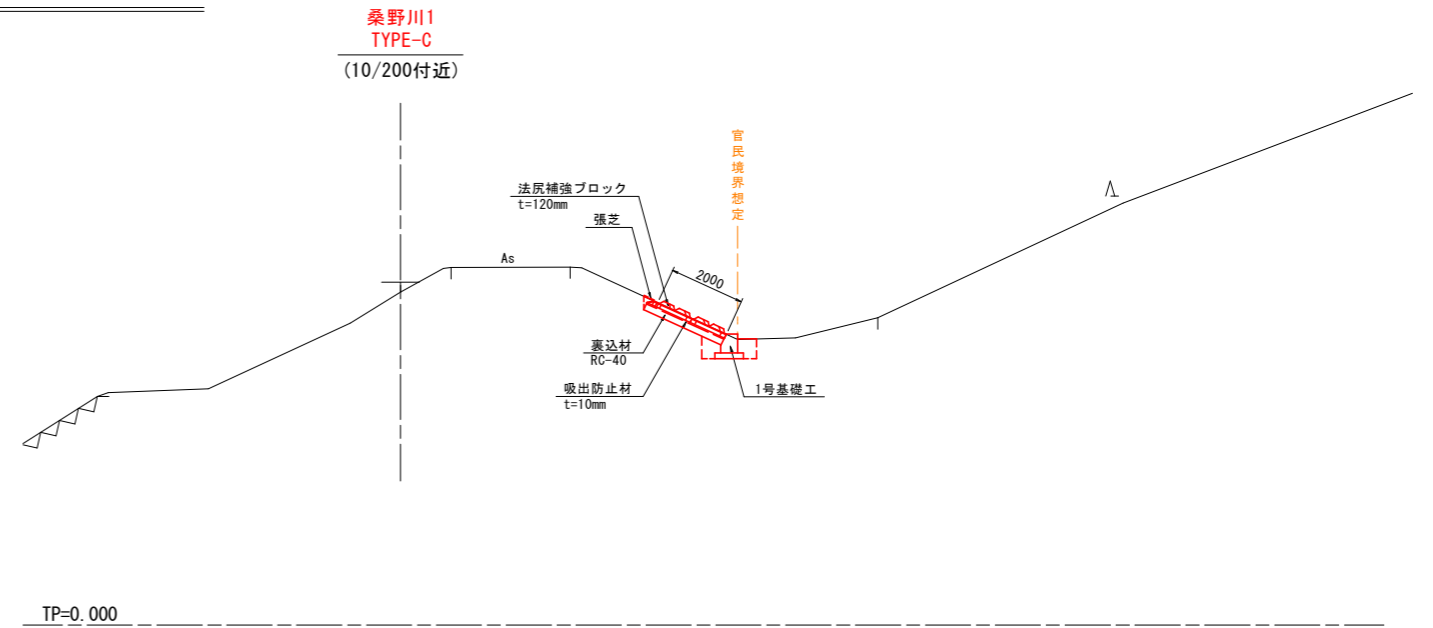 桑野川1
TYPE-C
(10/200付近)
官民境界想定
法尻補強ブロック
t=120mm
張芝
As
2000
裏込材
RC-40
吸出防止材
t=10mm
1号基礎工
TP=0.000